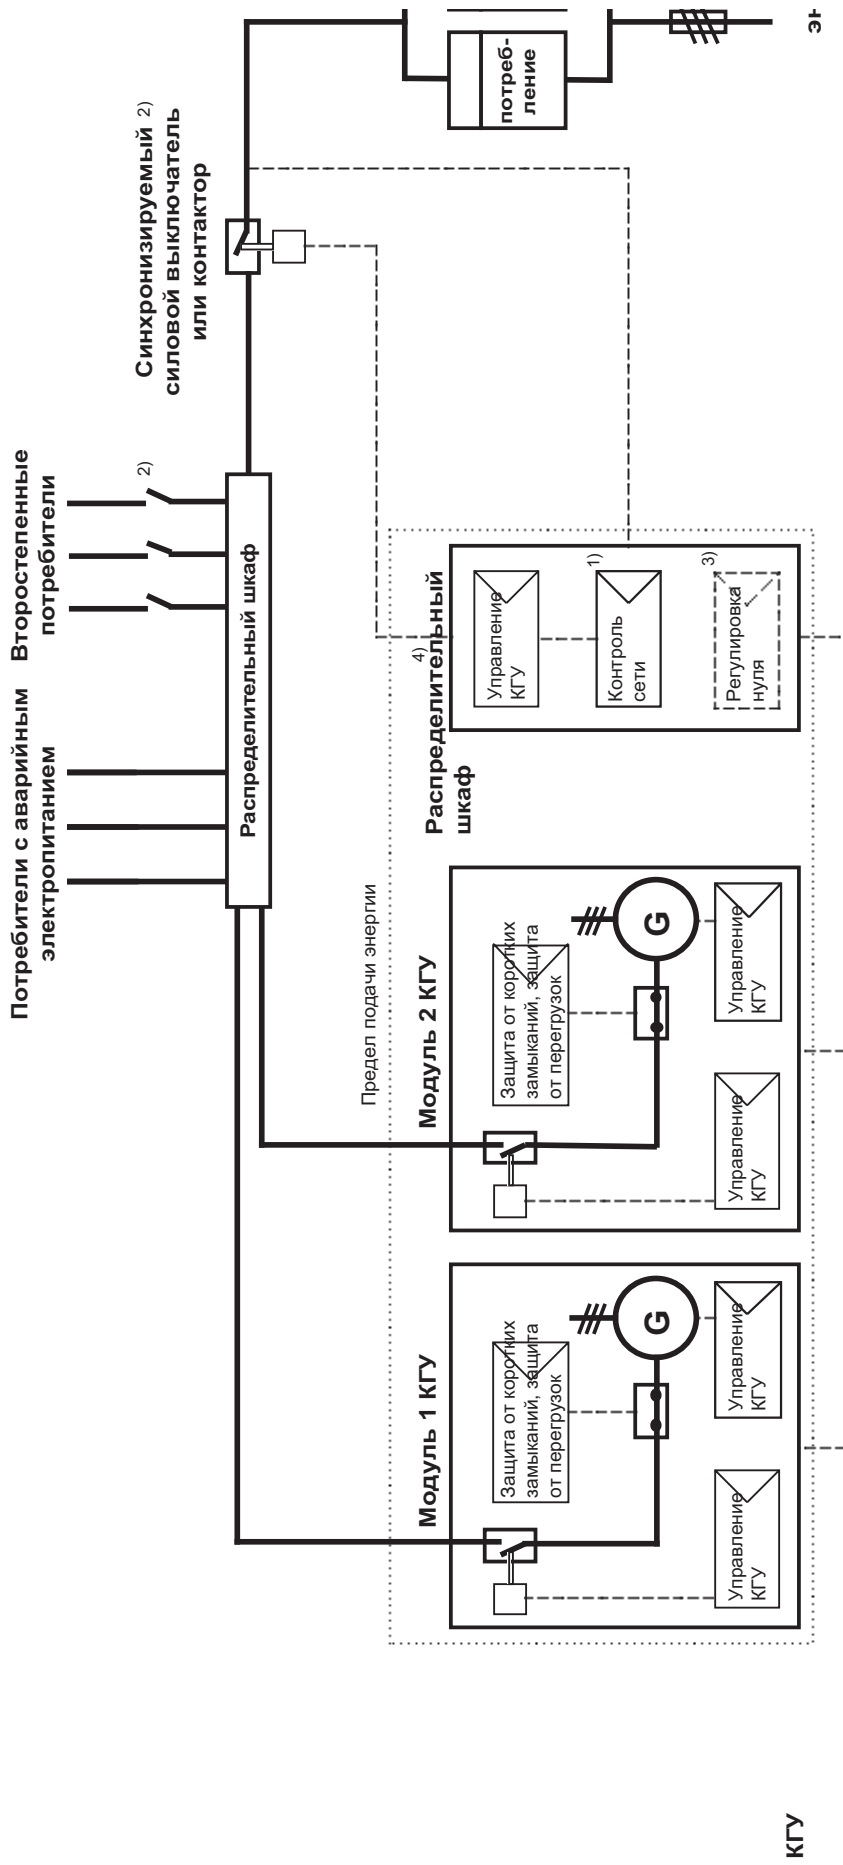 Потребители с аварийным
электропитанием
Второстепенные
потребители
2)
Синхронизируемый 2)
силовой выключатель
или контактор
потреб-
ление
эн
Распределительный шкаф
Предел подачи энергии
Модуль 1 КГУ
Защита от коротких
замыканий, защита
от перегрузок
G
Управление
КГУ
Управление
КГУ
Модуль 2 КГУ
Защита от коротких
замыканий, защита
от перегрузок
G
Управление
КГУ
Управление
КГУ
4)
Распределительный
шкаф
Управление
КГУ
1)
Контроль
сети
3)
Регулировка
нуля
КГУ